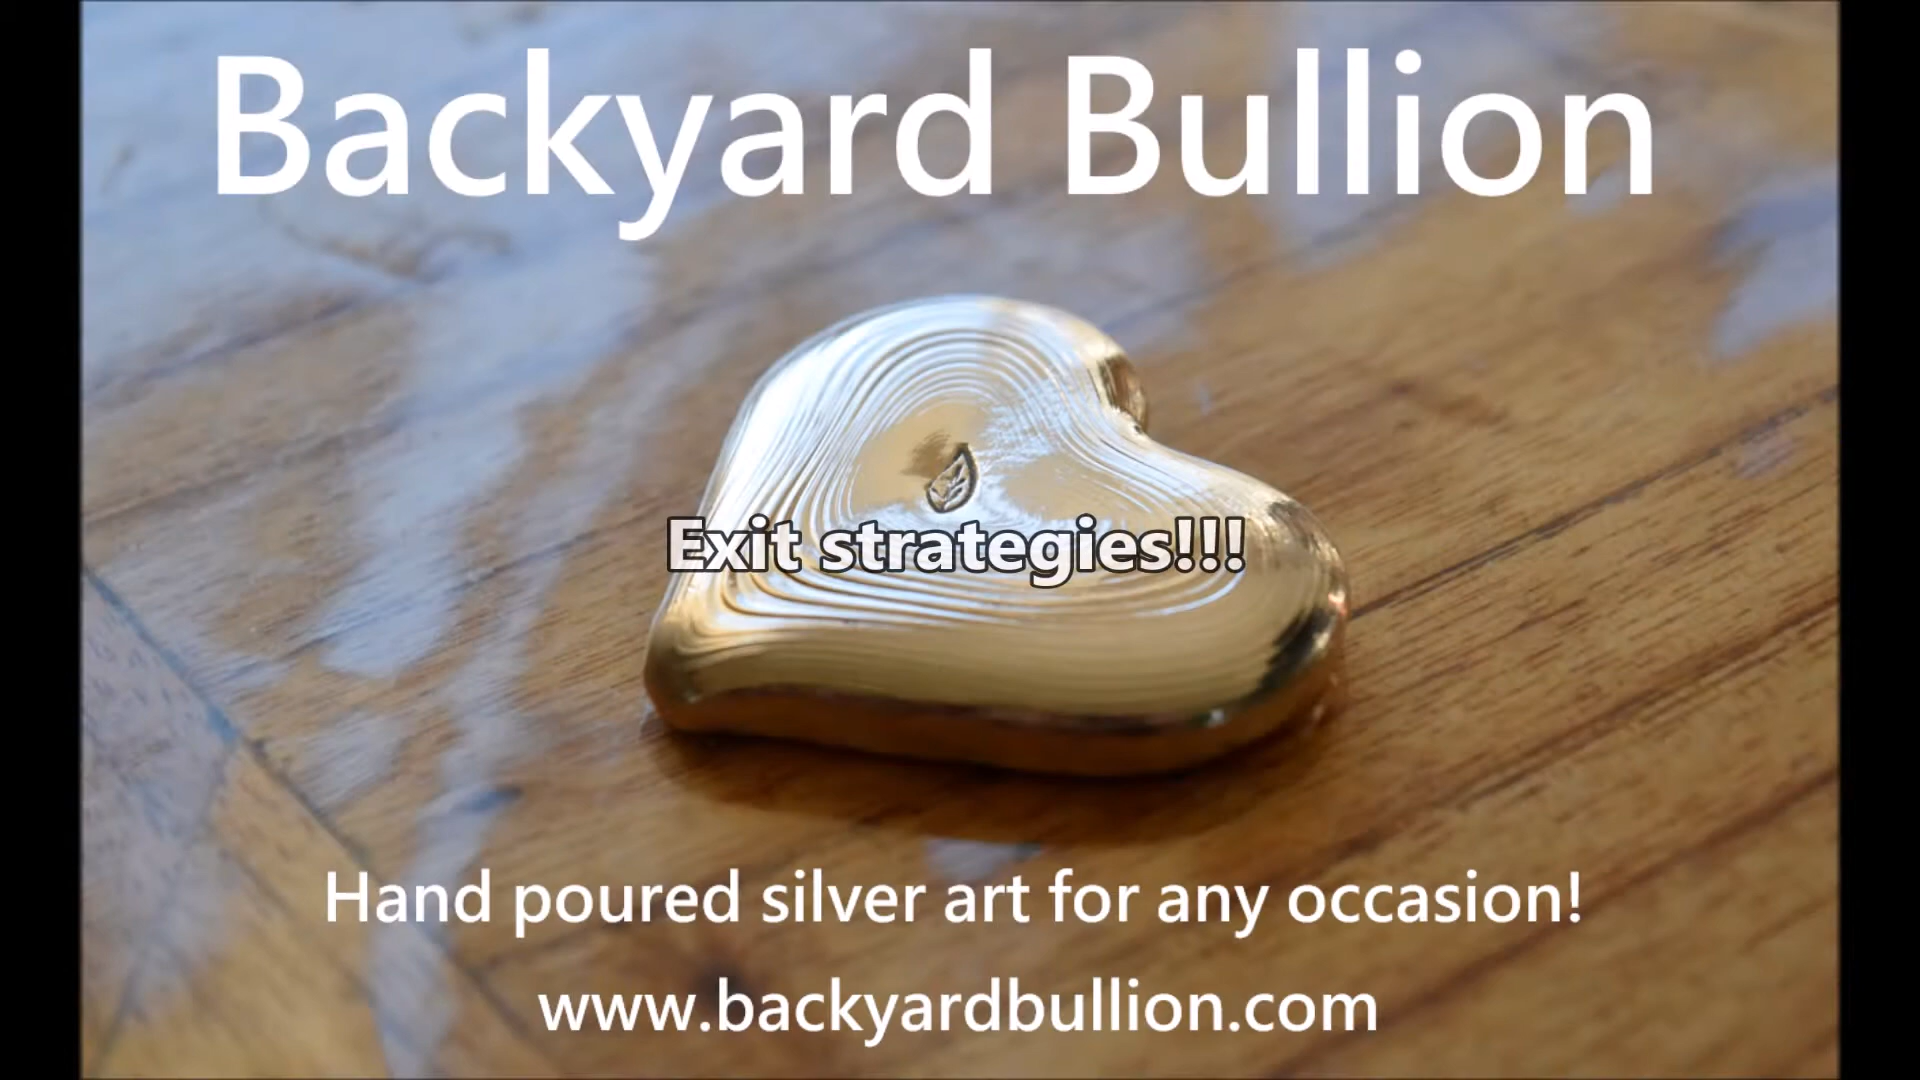 Backyard Bullion
Exit strategies!!!
Hand poured silver art for any occasion!
www.backyardbullion.com